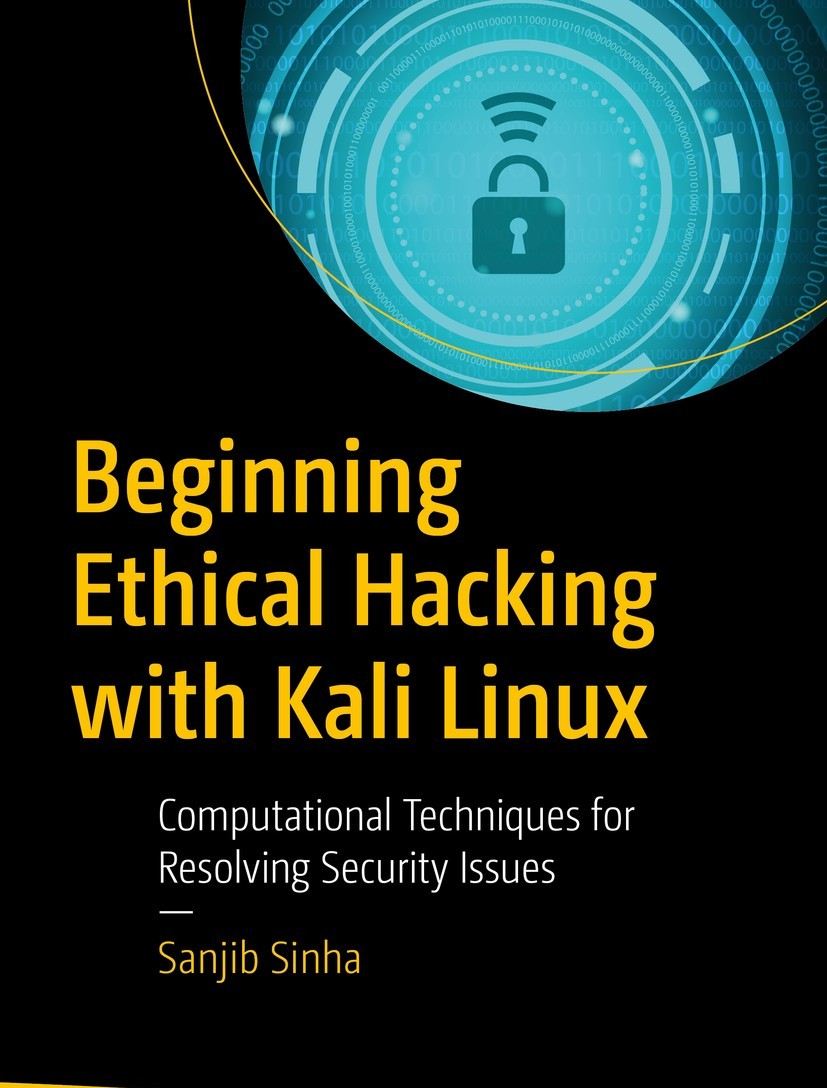 Beginning
Ethical Hacking
with Kali Linux
Computational Techniques for
Resolving Security Issues
—
Sanjib Sinha